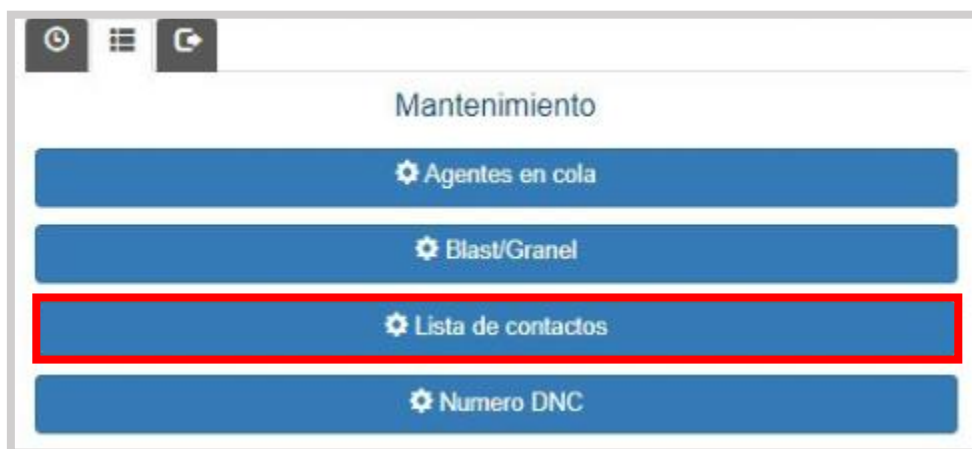 Mantenimiento
Agentes en cola
Blast/Granel
Lista de contactos
Numero DNC